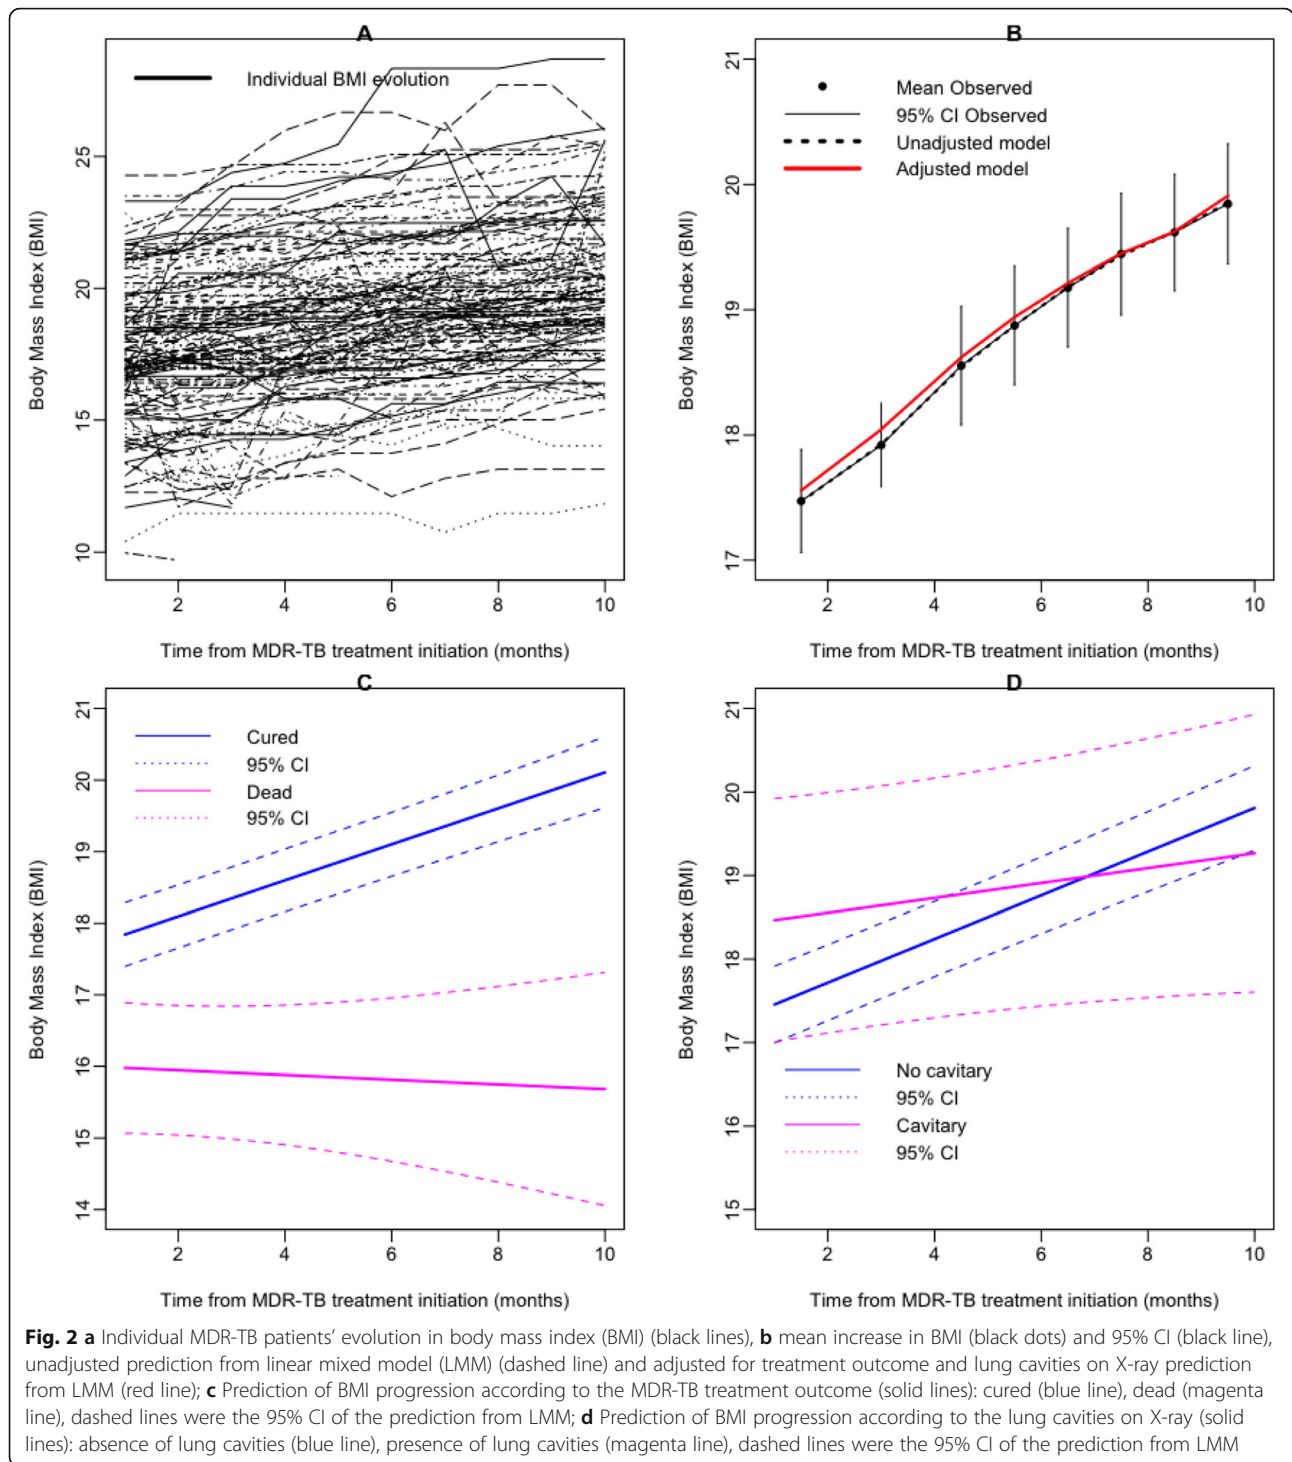 A
Individual BMI evolution
Body Mass Index (BMI)
10
15
20
25
2
4
6
8
10
Time from MDR-TB treatment initiation (months)
B
Mean Observed
95% CI Observed
Unadjusted model
Adjusted model
Body Mass Index (BMI)
17
18
19
20
21
2
4
6
8
10
Time from MDR-TB treatment initiation (months)
C
Cured
95% CI
Dead
95% CI
Body Mass Index (BMI)
14
15
16
17
18
19
20
21
2
4
6
8
10
Time from MDR-TB treatment initiation (months)
D
No cavitary
95% CI
Cavitary
95% CI
Body Mass Index (BMI)
15
16
17
18
19
20
21
2
4
6
8
10
Time from MDR-TB treatment initiation (months)
Fig. 2 a Individual MDR-TB patients’ evolution in body mass index (BMI) (black lines), b mean increase in BMI (black dots) and 95% CI (black line),
unadjusted prediction from linear mixed model (LMM) (dashed line) and adjusted for treatment outcome and lung cavities on X-ray prediction
from LMM (red line); c Prediction of BMI progression according to the MDR-TB treatment outcome (solid lines): cured (blue line), dead (magenta
line), dashed lines were the 95% CI of the prediction from LMM; d Prediction of BMI progression according to the lung cavities on X-ray (solid
lines): absence of lung cavities (blue line), presence of lung cavities (magenta line), dashed lines were the 95% CI of the prediction from LMM